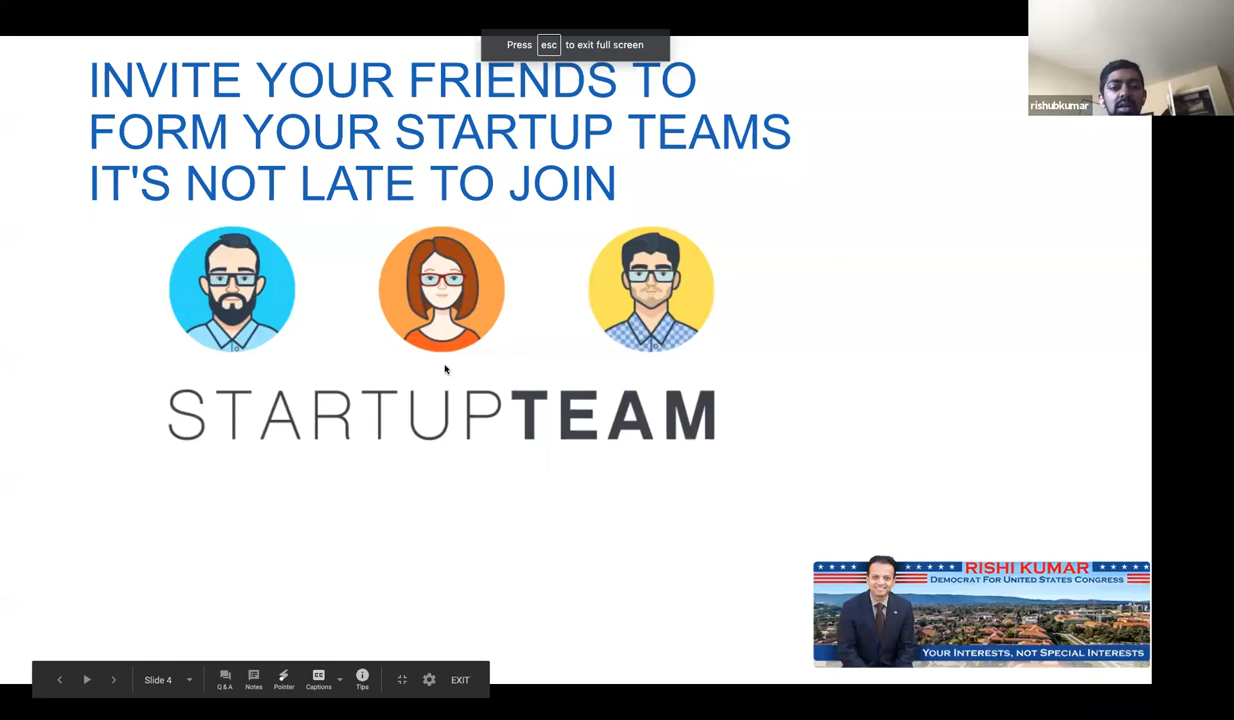 Press esc to exit full screen
rishubkumar
INVITE YOUR FRIENDS TO
FORM YOUR STARTUP TEAMS
IT'S NOT LATE TO JOIN
STARTUPTEAM
RISHI KUMAR
DEMOCRAT FOR UNITED STATES CONGRESS
YOUR INTERESTS, NOT SPECIAL INTERESTS
Slide 4
Q&A
Notes
Pointer
Captions
Tips
EXIT